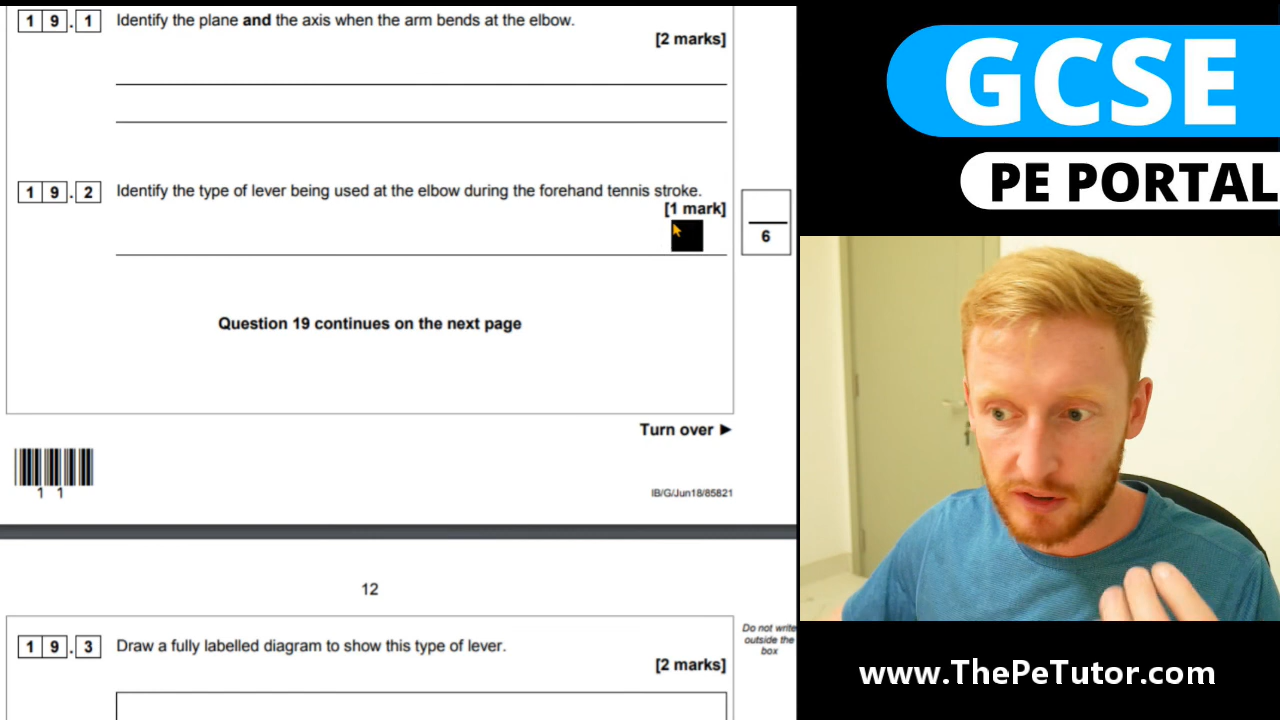 1 9 . 1 Identify the plane and the axis when the arm bends at the elbow.
[2 marks]
1 9 . 2 Identify the type of lever being used at the elbow during the forehand tennis stroke.
[1 mark]
6
Question 19 continues on the next page
Turn over ►
1 1
IB/G/Jun18/85821
12
1 9 . 3 Draw a fully labelled diagram to show this type of lever.
[2 marks]
Do not write
outside the
box
GCSE
PE PORTAL
www.ThePeTutor.com